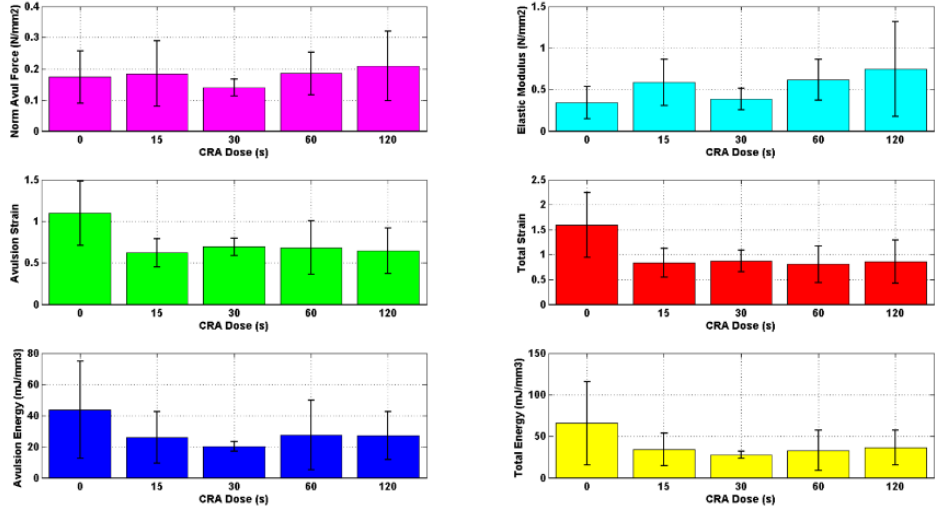 Norm Avul Force (N/mm2)
0.4
0.3
0.2
0.1
0
0 15 30 60 120
CRA Dose (s)
Elastic Modulus (N/mm2)
1.5
1
0.5
0
0 15 30 60 120
CRA Dose (s)
Avulsion Strain
1.5
1
0.5
0
0 15 30 60 120
CRA Dose (s)
Total Strain
2.5
2
1.5
1
0.5
0
0 15 30 60 120
CRA Dose (s)
Avulsion Energy (mJ/mm3)
80
60
40
20
0
0 15 30 60 120
CRA Dose (s)
Total Energy (mJ/mm3)
150
100
50
0
0 15 30 60 120
CRA Dose (s)